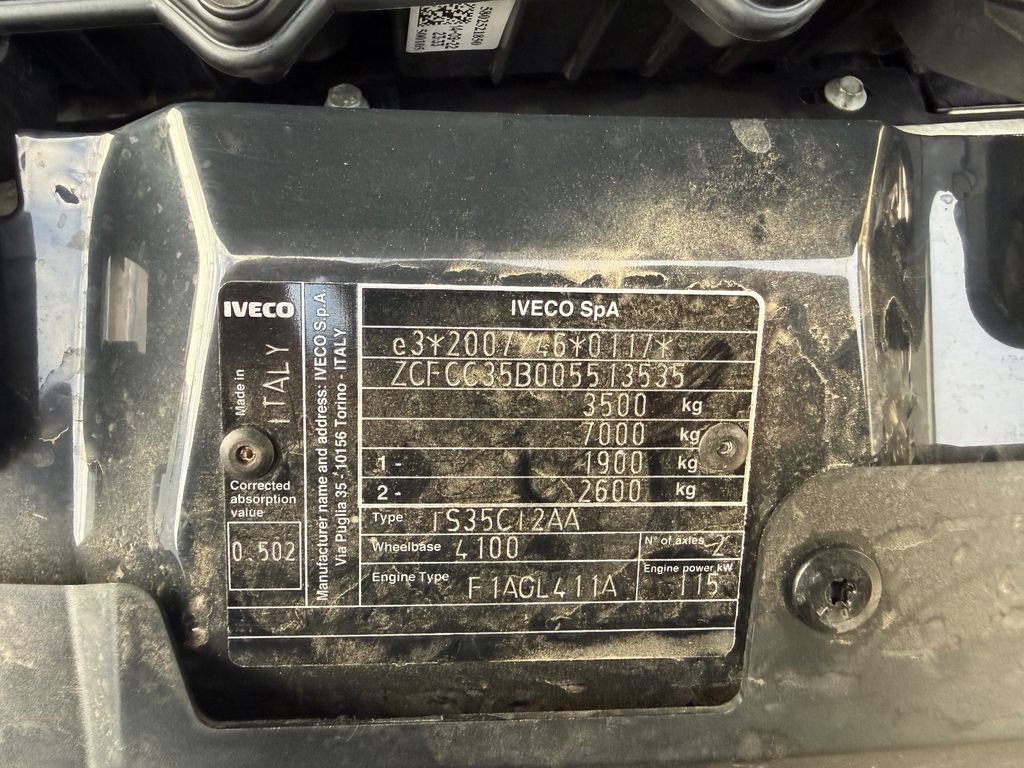 5802521850
IVECO
Made in
ITALY
Corrected
absorption
value
0.502
Manufacturer name and address: IVECO S.p.A
Via Puglia 35 - 10156 Torino - ITALY
IVECO SpA
e3*2007/46*0117*
ZCFCC35B005513535
3500 kg
7000 kg
1- 1900 kg
2- 2600 kg
Type IS35CI2AA
Wheelbase 4100
N° of axles 2
Engine Type F1AGL411A
Engine power kW 115